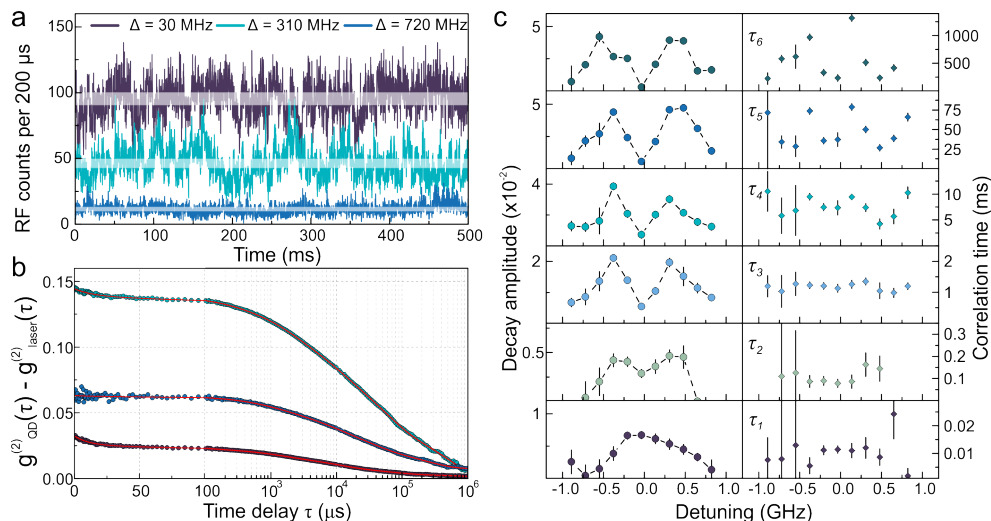 a
Δ = 30 MHz Δ = 310 MHz Δ = 720 MHz
150
100
50
0
RF counts per 200 μs
0 100 200 300 400 500
Time (ms)
b
0.15
0.10
0.05
0.00
g(2)QD(τ) - g(2)laser(τ)
0 50 100 10³ 10⁴ 10⁵ 10⁶
Time delay τ (μs)
c
5
τ6
1000
500
5
τ5
75
50
25
4
τ4
10
5
2
τ3
2
1
0.5
τ2
0.3
0.2
0.1
1
τ1
0.02
0.01
Decay amplitude (x10⁻²)
Correlation time (ms)
-1.0 -0.5 0.0 0.5 -1.0 -0.5 0.0 0.5 1.0
Detuning (GHz)